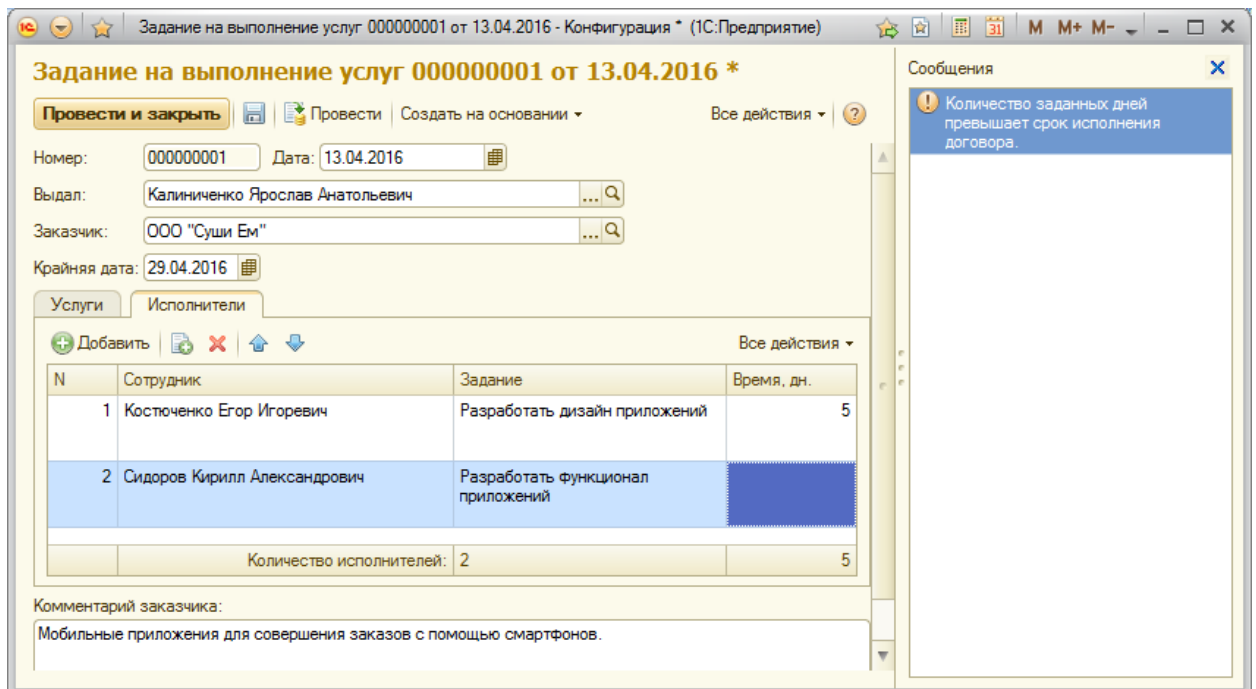 Задание на выполнение услуг 000000001 от 13.04.2016 - Конфигурация * (1С:Предприятие)
31 M M+ M-
Задание на выполнение услуг 000000001 от 13.04.2016 *
Провести и закрыть Провести Создать на основании Все действия ?
Номер: 000000001 Дата: 13.04.2016
Выдал: Калиниченко Ярослав Анатольевич ...
Заказчик: ООО "Суши Ем" ...
Крайняя дата: 29.04.2016
Услуги Исполнители
Добавить Все действия
N Сотрудник Задание Время, дн.
1 Костюченко Егор Игоревич Разработать дизайн приложений 5
2 Сидоров Кирилл Александрович Разработать функционал
приложений
Количество исполнителей: 2 5
Комментарий заказчика:
Мобильные приложения для совершения заказов с помощью смартфонов.
Сообщения
Количество заданных дней
превышает срок исполнения
договора.